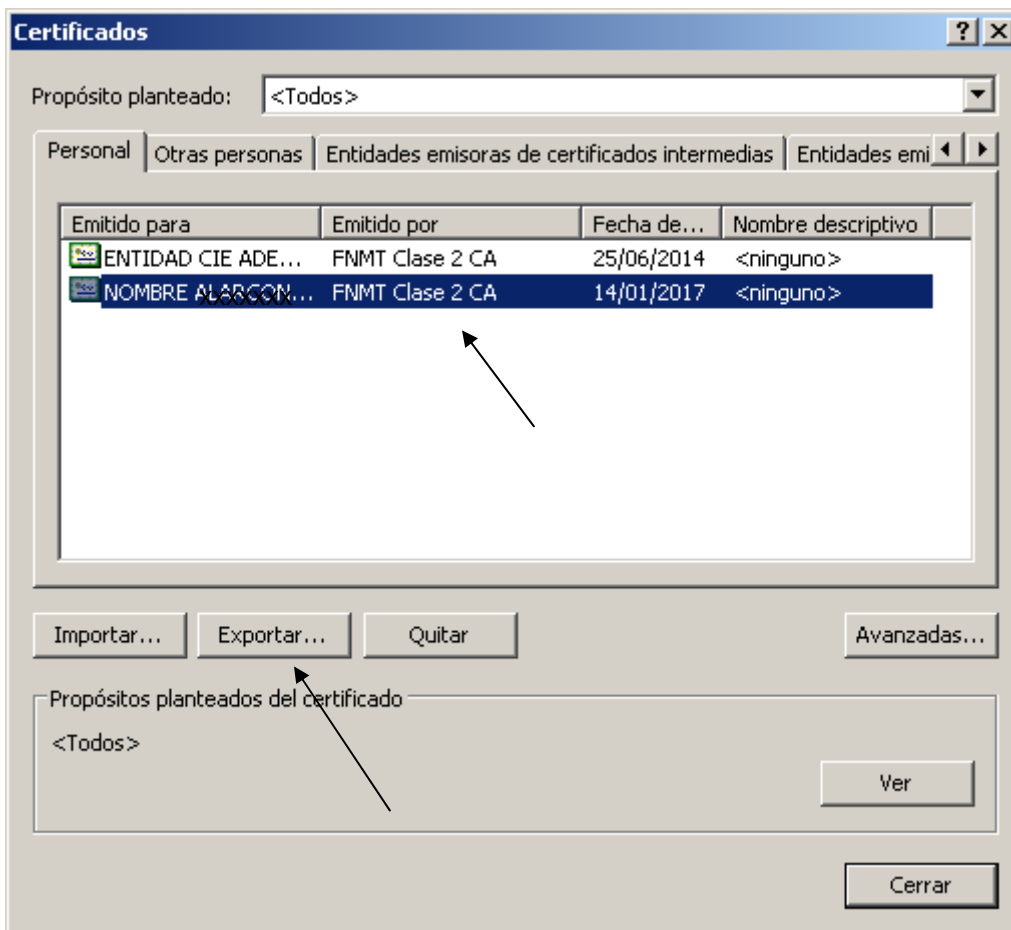 Certificados
Propósito planteado: <Todos>
Personal Otras personas Entidades emisoras de certificados intermedias Entidades emi
Emitido para Emitido por Fecha de... Nombre descriptivo
ENTIDAD CIE ADE... FNMT Clase 2 CA 25/06/2014 <ninguno>
NOMBRE xxxxxxx... FNMT Clase 2 CA 14/01/2017 <ninguno>
Importar... Exportar... Quitar Avanzadas...
Propósitos planteados del certificado
<Todos>
Ver
Cerrar